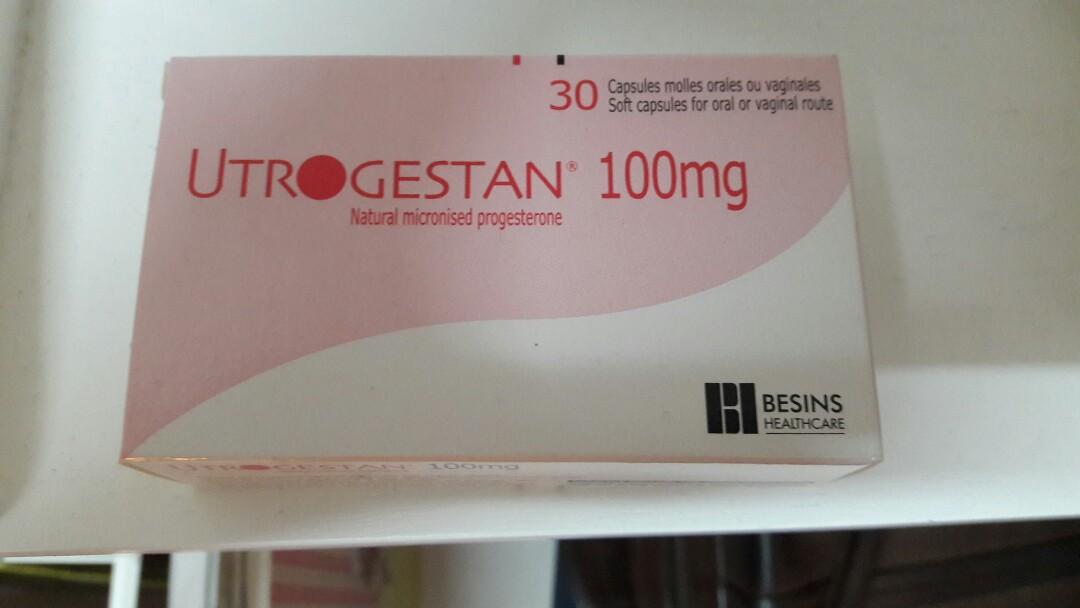 30 Capsules molles orales ou vaginales
Soft capsules for oral or vaginal route
UTROGESTAN® 100mg
Natural micronised progesterone
BESINS
HEALTHCARE
UTROGESTAN® 100mg